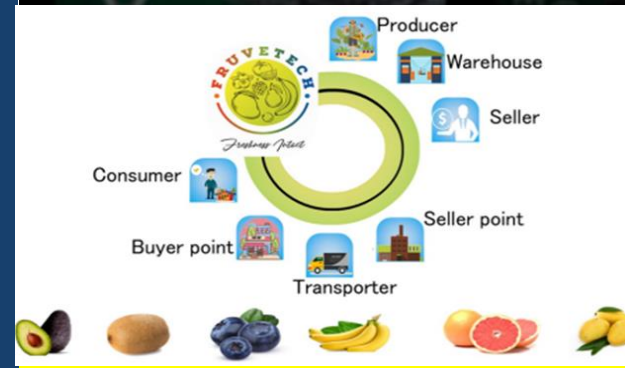 FRUVETECH
Freshness Intact
Producer
Warehouse
Seller
Seller point
Transporter
Buyer point
Consumer
$